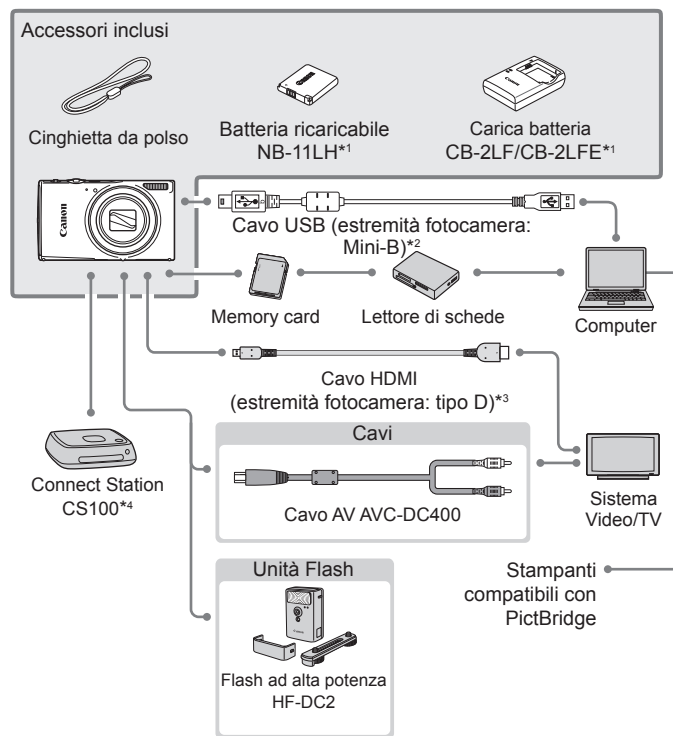 Accessori inclusi
Cinghietta da polso
Batteria ricaricabile
NB-11LH*1
Carica batteria
CB-2LF/CB-2LFE*1
Canon
Cavo USB (estremità fotocamera:
Mini-B)*2
Memory card
Lettore di schede
Computer
Cavo HDMI
(estremità fotocamera: tipo D)*3
Cavi
Cavo AV AVC-DC400
Connect Station
CS100*4
Sistema
Video/TV
Unità Flash
Flash ad alta potenza
HF-DC2
Stampanti
compatibili con
PictBridge